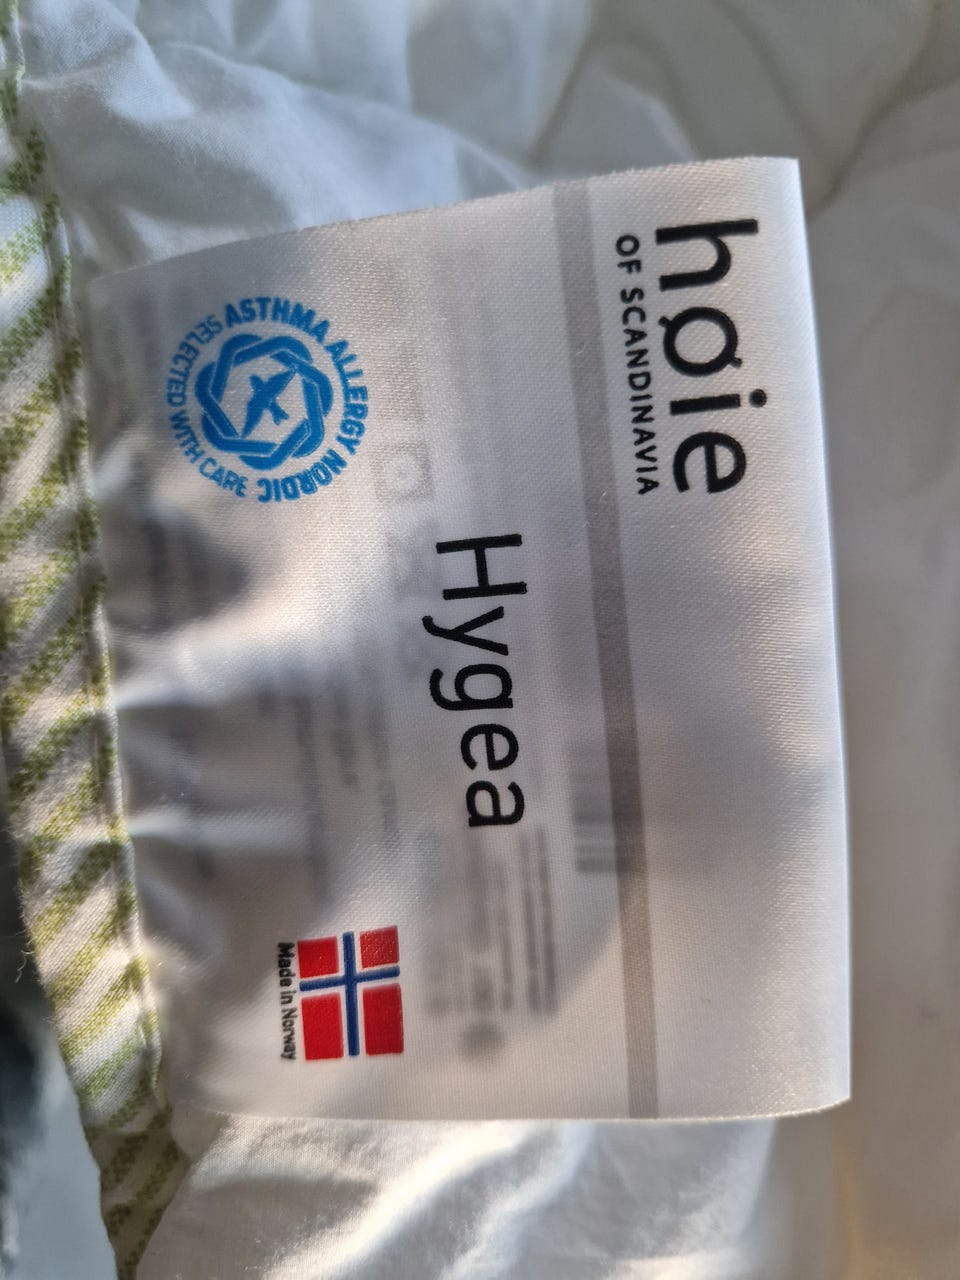 høie
OF SCANDINAVIA
Hygea
ASTHMA ALLERGY NORDIC
SELECTED WITH CARE
Made in Norway